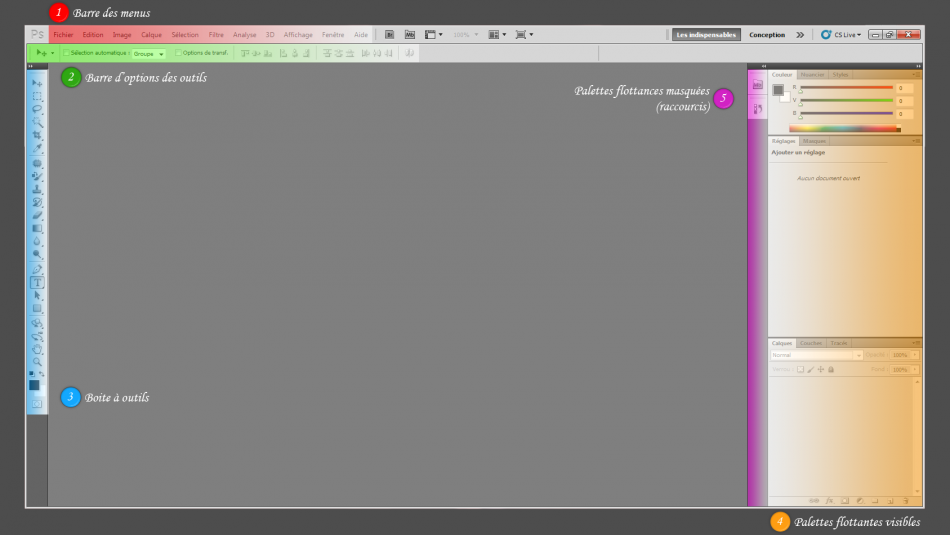 1 Barre des menus
PS Fichier Edition Image Calque Sélection Filtre Analyse 3D Affichage Fenêtre Aide Br Mb 100% Les indispensables Conception CS Live
Sélection automatique : Groupe Options de transf.
2 Barre d'options des outils
Palettes flottances masquées 5
(raccourcis)
Couleur Nuancier Styles
R 0
V 0
B 0
Réglages Masques
Ajouter un réglage
Aucun document ouvert
T
Calques Couches Tracés
Normal Opacité : 100%
Verrou : Fond : 100%
3 Boite à outils
fx.
4 Palettes flottantes visibles